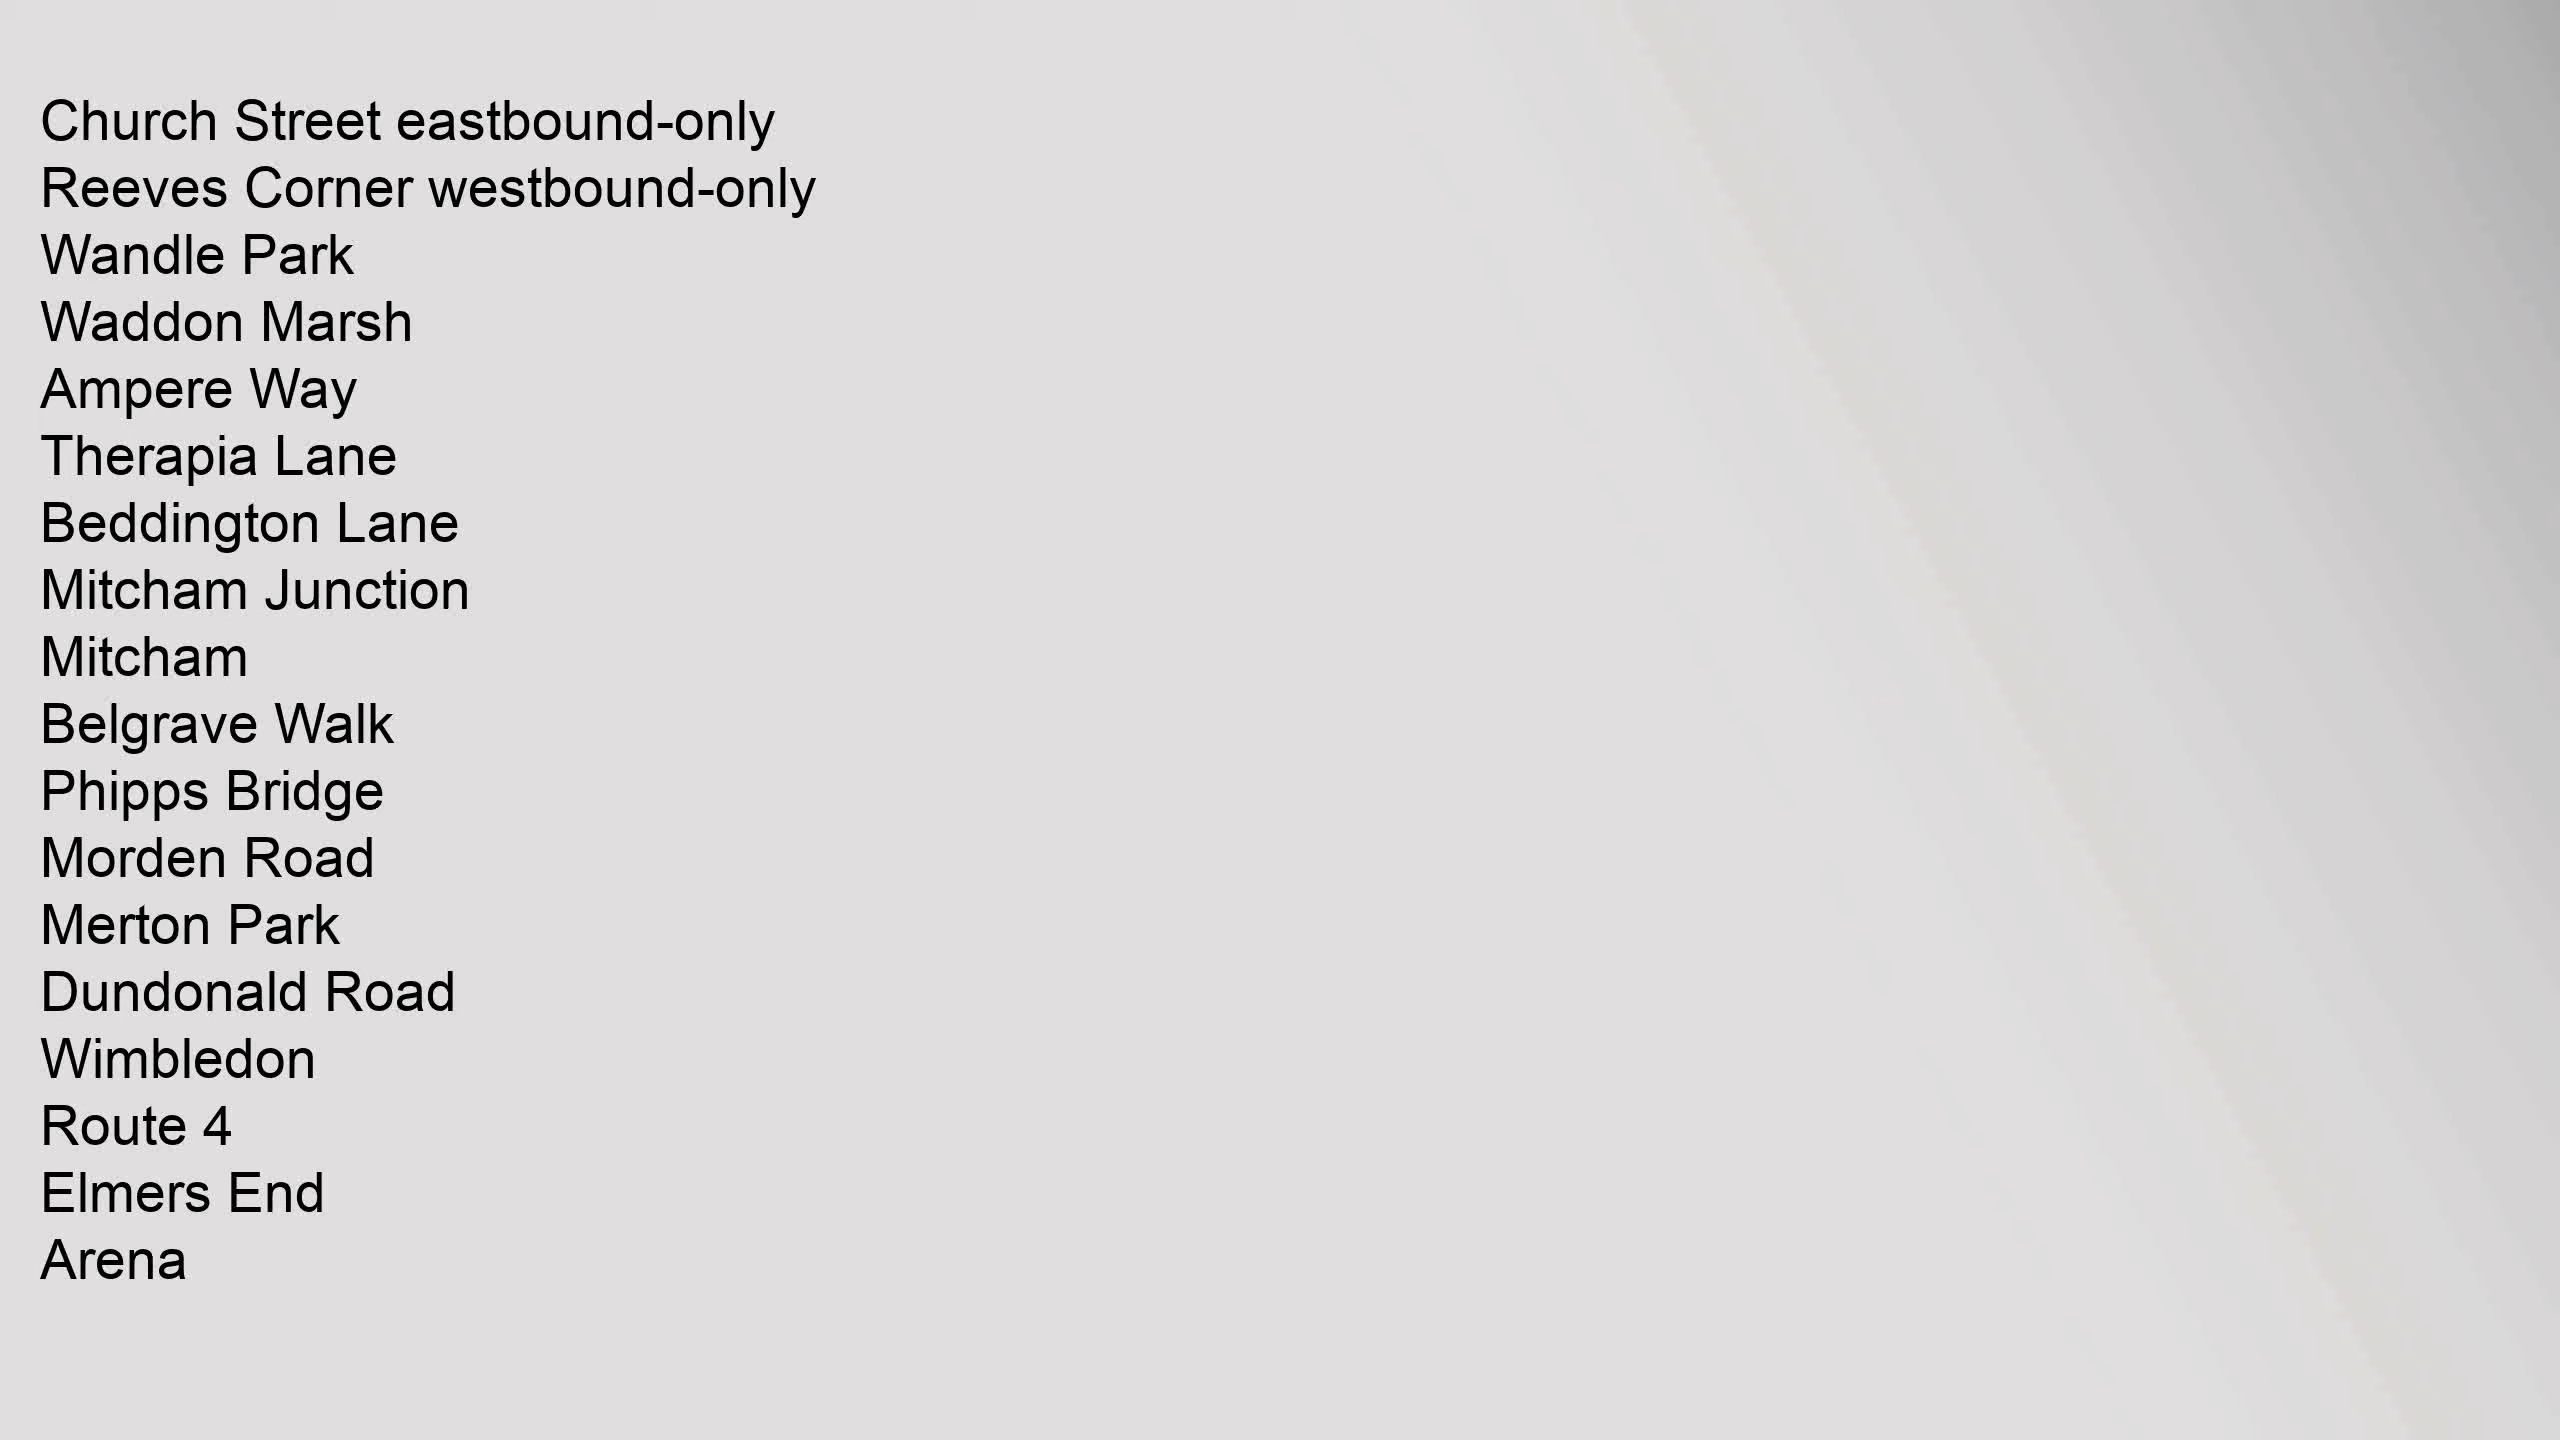 Church Street eastbound-only
Reeves Corner westbound-only
Wandle Park
Waddon Marsh
Ampere Way
Therapia Lane
Beddington Lane
Mitcham Junction
Mitcham
Belgrave Walk
Phipps Bridge
Morden Road
Merton Park
Dundonald Road
Wimbledon
Route 4
Elmers End
Arena